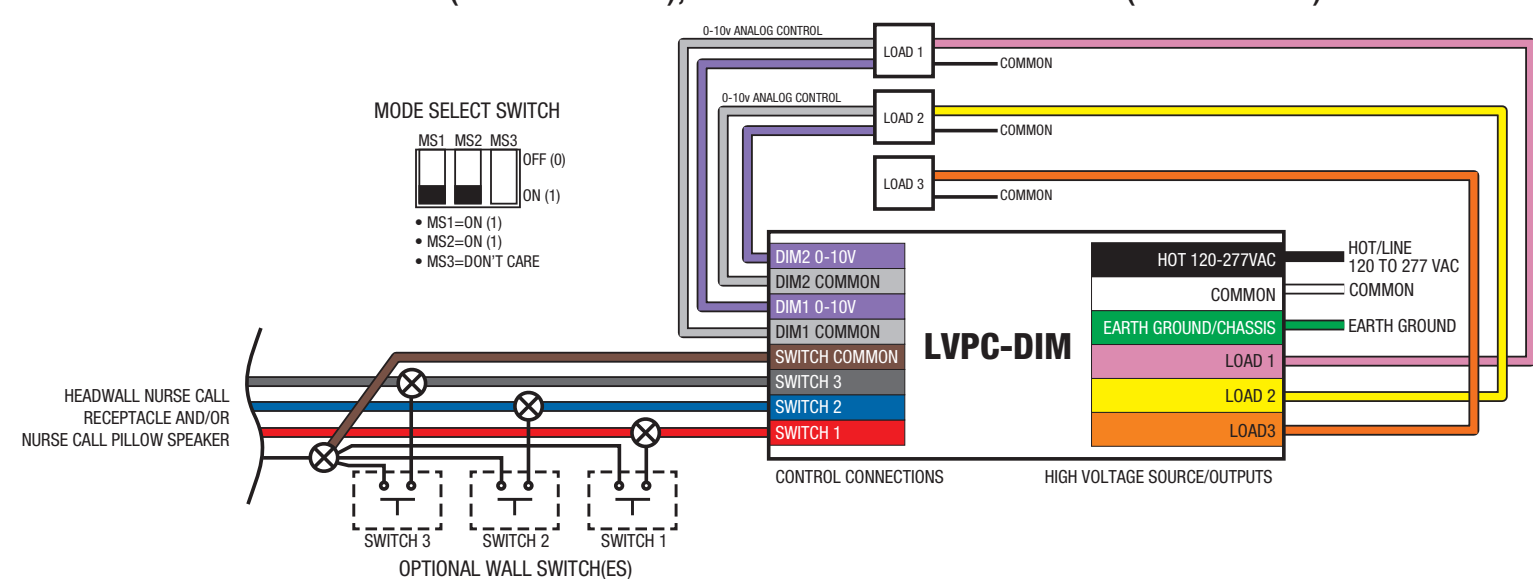 0-10v ANALOG CONTROL
LOAD 1
COMMON
0-10v ANALOG CONTROL
LOAD 2
COMMON
LOAD 3
COMMON
MODE SELECT SWITCH
MS1 MS2 MS3
OFF (0)
ON (1)
• MS1=ON (1)
• MS2=ON (1)
• MS3=DON'T CARE
DIM2 0-10V
DIM2 COMMON
DIM1 0-10V
DIM1 COMMON
SWITCH COMMON
SWITCH 3
SWITCH 2
SWITCH 1
LVPC-DIM
HOT 120-277VAC
COMMON
EARTH GROUND/CHASSIS
LOAD 1
LOAD 2
LOAD3
HOT/LINE
120 TO 277 VAC
COMMON
EARTH GROUND
CONTROL CONNECTIONS
HIGH VOLTAGE SOURCE/OUTPUTS
HEADWALL NURSE CALL
RECEPTACLE AND/OR
NURSE CALL PILLOW SPEAKER
SWITCH 3
SWITCH 2
SWITCH 1
OPTIONAL WALL SWITCH(ES)